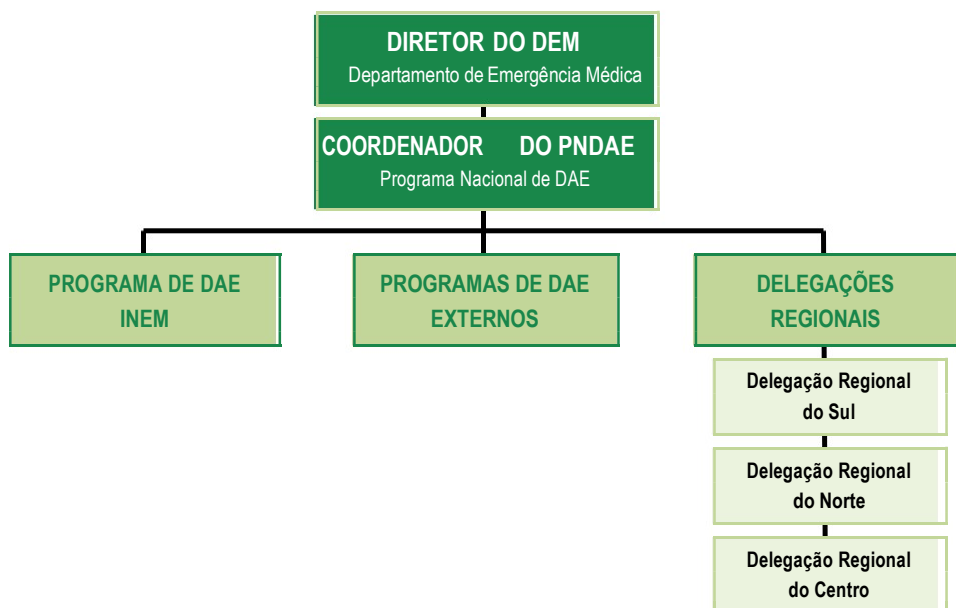 DIRETOR DO DEM
Departamento de Emergência Médica
COORDENADOR DO PNDAE
Programa Nacional de DAE
PROGRAMA DE DAE
INEM
PROGRAMAS DE DAE
EXTERNOS
DELEGAÇÕES
REGIONAIS
Delegação Regional
do Sul
Delegação Regional
do Norte
Delegação Regional
do Centro